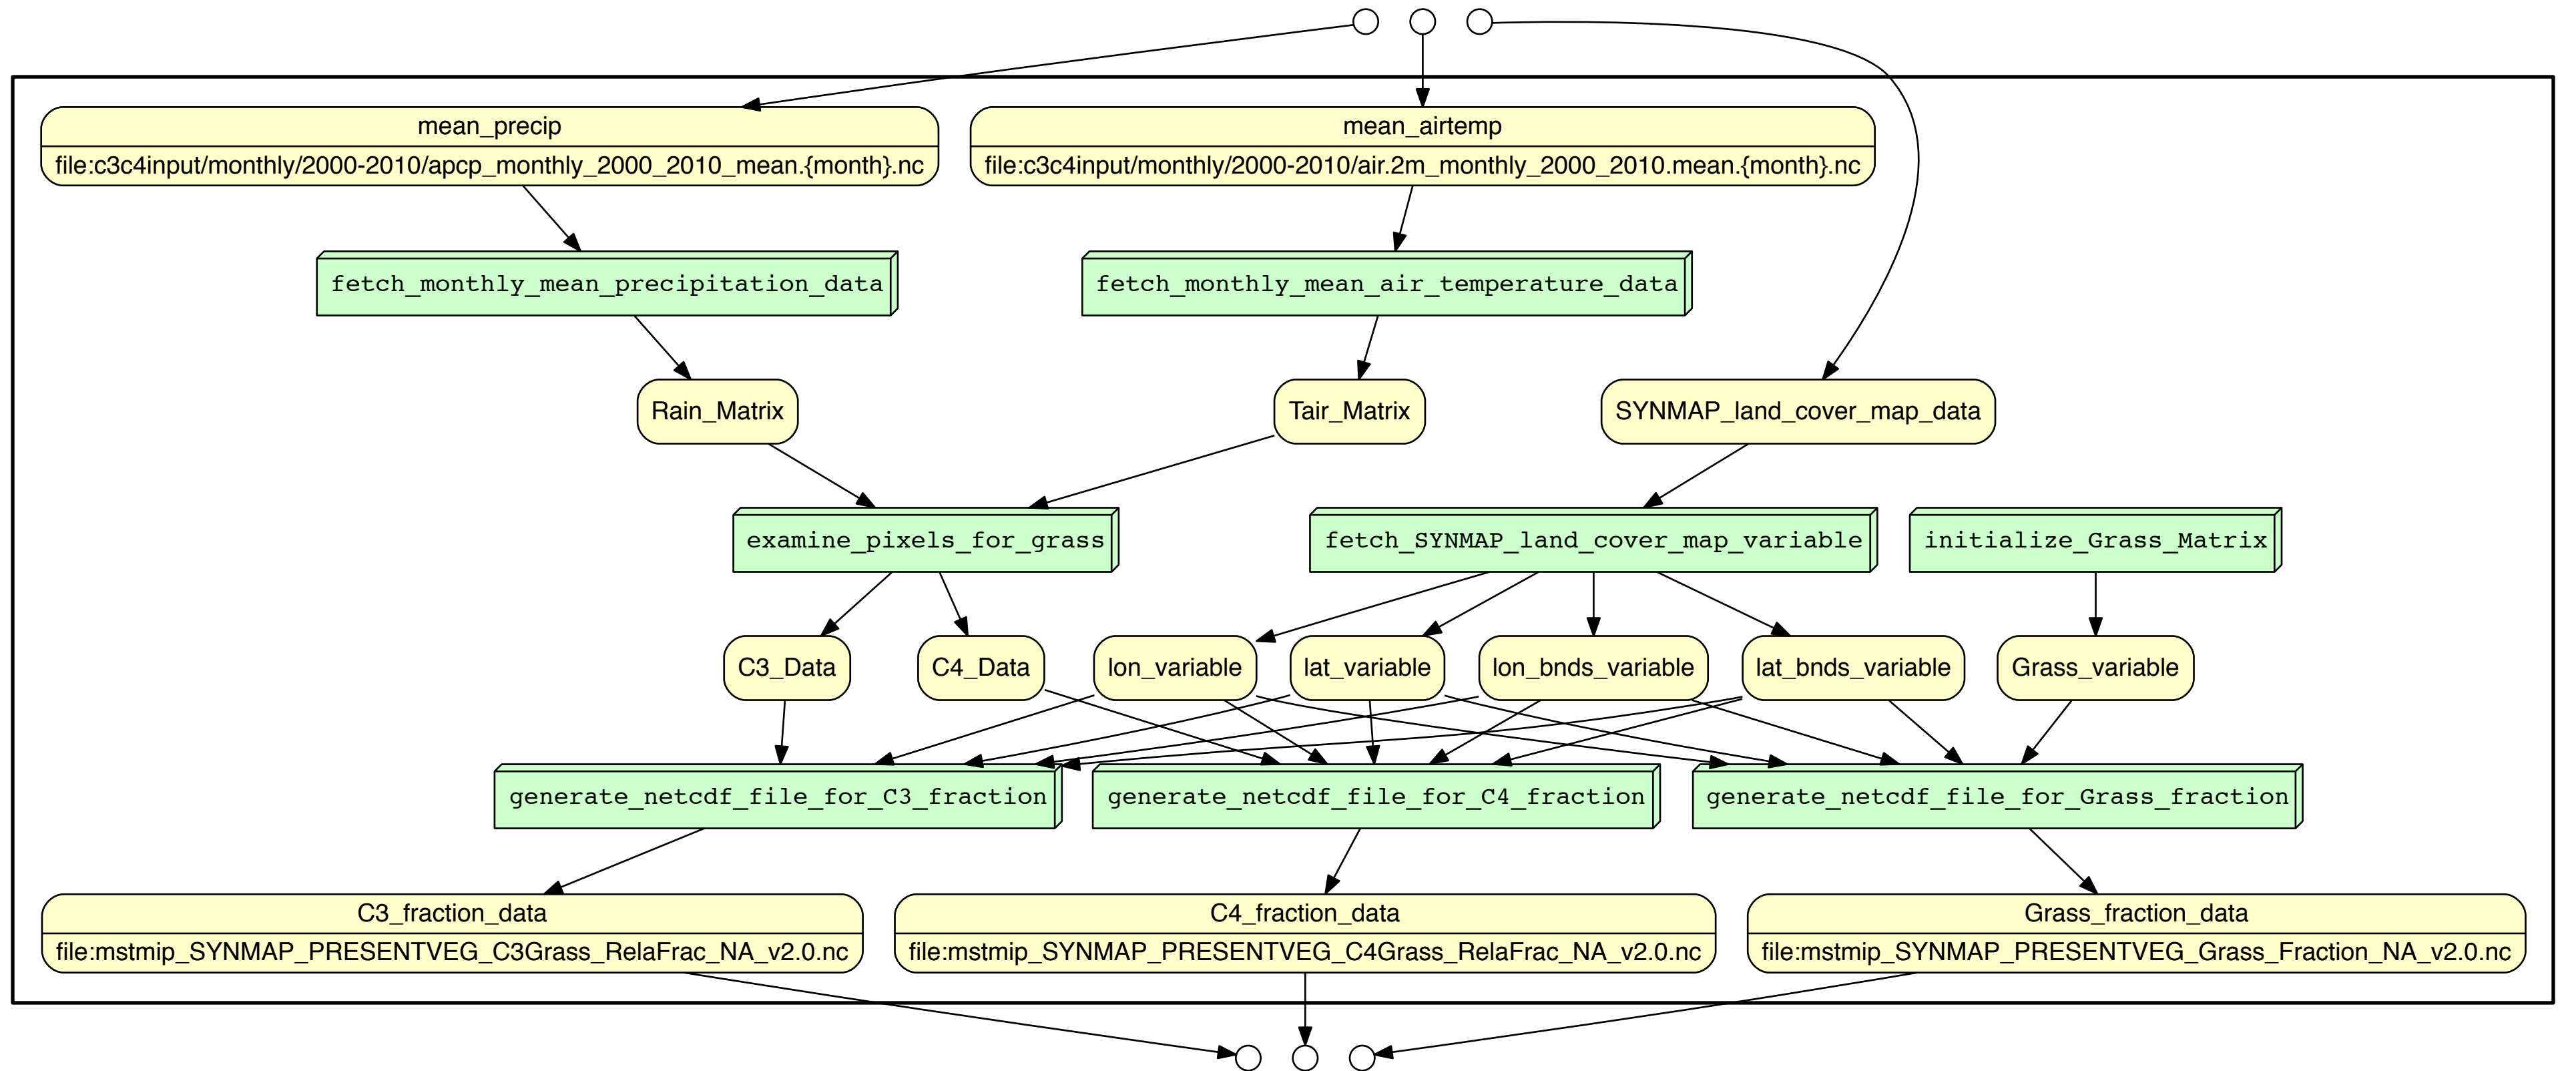 mean_precip
file:c3c4input/monthly/2000-2010/apcp_monthly_2000_2010_mean.{month}.nc
mean_airtemp
file:c3c4input/monthly/2000-2010/air.2m_monthly_2000_2010.mean.{month}.nc
fetch_monthly_mean_precipitation_data
fetch_monthly_mean_air_temperature_data
Rain_Matrix
Tair_Matrix
SYNMAP_land_cover_map_data
examine_pixels_for_grass
fetch_SYNMAP_land_cover_map_variable
initialize_Grass_Matrix
C3_Data
C4_Data
lon_variable
lat_variable
lon_bnds_variable
lat_bnds_variable
Grass_variable
generate_netcdf_file_for_C3_fraction
generate_netcdf_file_for_C4_fraction
generate_netcdf_file_for_Grass_fraction
C3_fraction_data
file:mstmip_SYNMAP_PRESENTVEG_C3Grass_RelaFrac_NA_v2.0.nc
C4_fraction_data
file:mstmip_SYNMAP_PRESENTVEG_C4Grass_RelaFrac_NA_v2.0.nc
Grass_fraction_data
file:mstmip_SYNMAP_PRESENTVEG_Grass_Fraction_NA_v2.0.nc